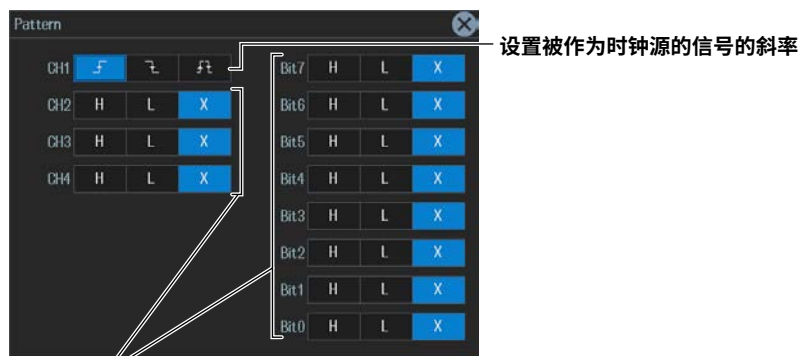 Pattern
设置被作为时钟源的信号的斜率
CH1
Bit7 H L X
CH2 H L X
Bit6 H L X
CH3 H L X
Bit5 H L X
CH4 H L X
Bit4 H L X
Bit3 H L X
Bit2 H L X
Bit1 H L X
Bit0 H L X